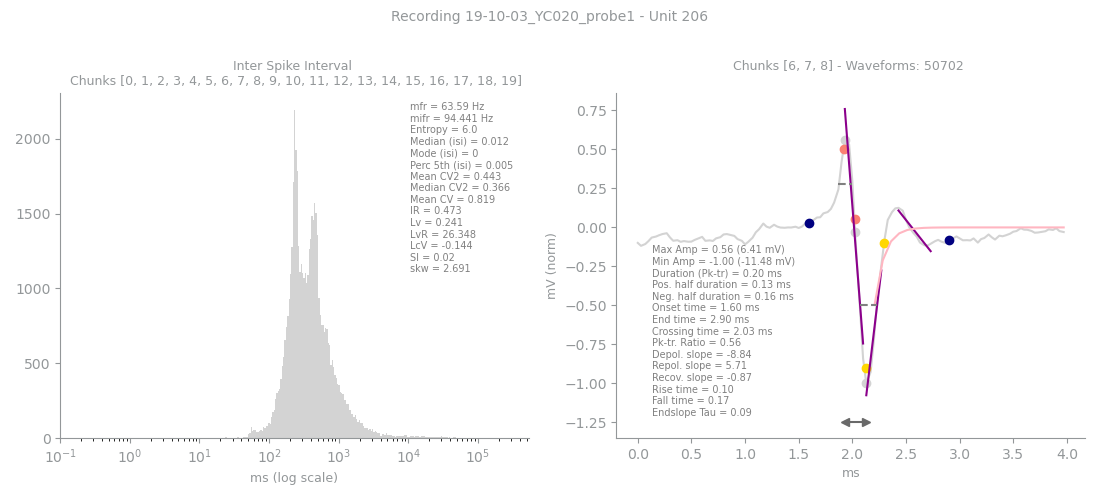 Recording 19-10-03_YC020_probe1 - Unit 206
Inter Spike Interval
Chunks [0, 1, 2, 3, 4, 5, 6, 7, 8, 9, 10, 11, 12, 13, 14, 15, 16, 17, 18, 19]
mfr = 63.59 Hz
mifr = 94.441 Hz
Entropy = 6.0
Median (isi) = 0.012
Mode (isi) = 0
Perc 5th (isi) = 0.005
Mean CV2 = 0.443
Median CV2 = 0.366
Mean CV = 0.819
IR = 0.473
Lv = 0.241
LvR = 26.348
LcV = -0.144
SI = 0.02
skw = 2.691
2000
1500
1000
500
0
10⁻¹ 10⁰ 10¹ 10² 10³ 10⁴ 10⁵
ms (log scale)
Chunks [6, 7, 8] - Waveforms: 50702
0.75
0.50
0.25
0.00
−0.25
−0.50
−0.75
−1.00
−1.25
mV (norm)
Max Amp = 0.56 (6.41 mV)
Min Amp = -1.00 (-11.48 mV)
Duration (Pk-tr) = 0.20 ms
Pos. half duration = 0.13 ms
Neg. half duration = 0.16 ms
Onset time = 1.60 ms
End time = 2.90 ms
Crossing time = 2.03 ms
Pk-tr. Ratio = 0.56
Depol. slope = -8.84
Repol. slope = 5.71
Recov. slope = -0.87
Rise time = 0.10
Fall time = 0.17
Endslope Tau = 0.09
0.0 0.5 1.0 1.5 2.0 2.5 3.0 3.5 4.0
ms